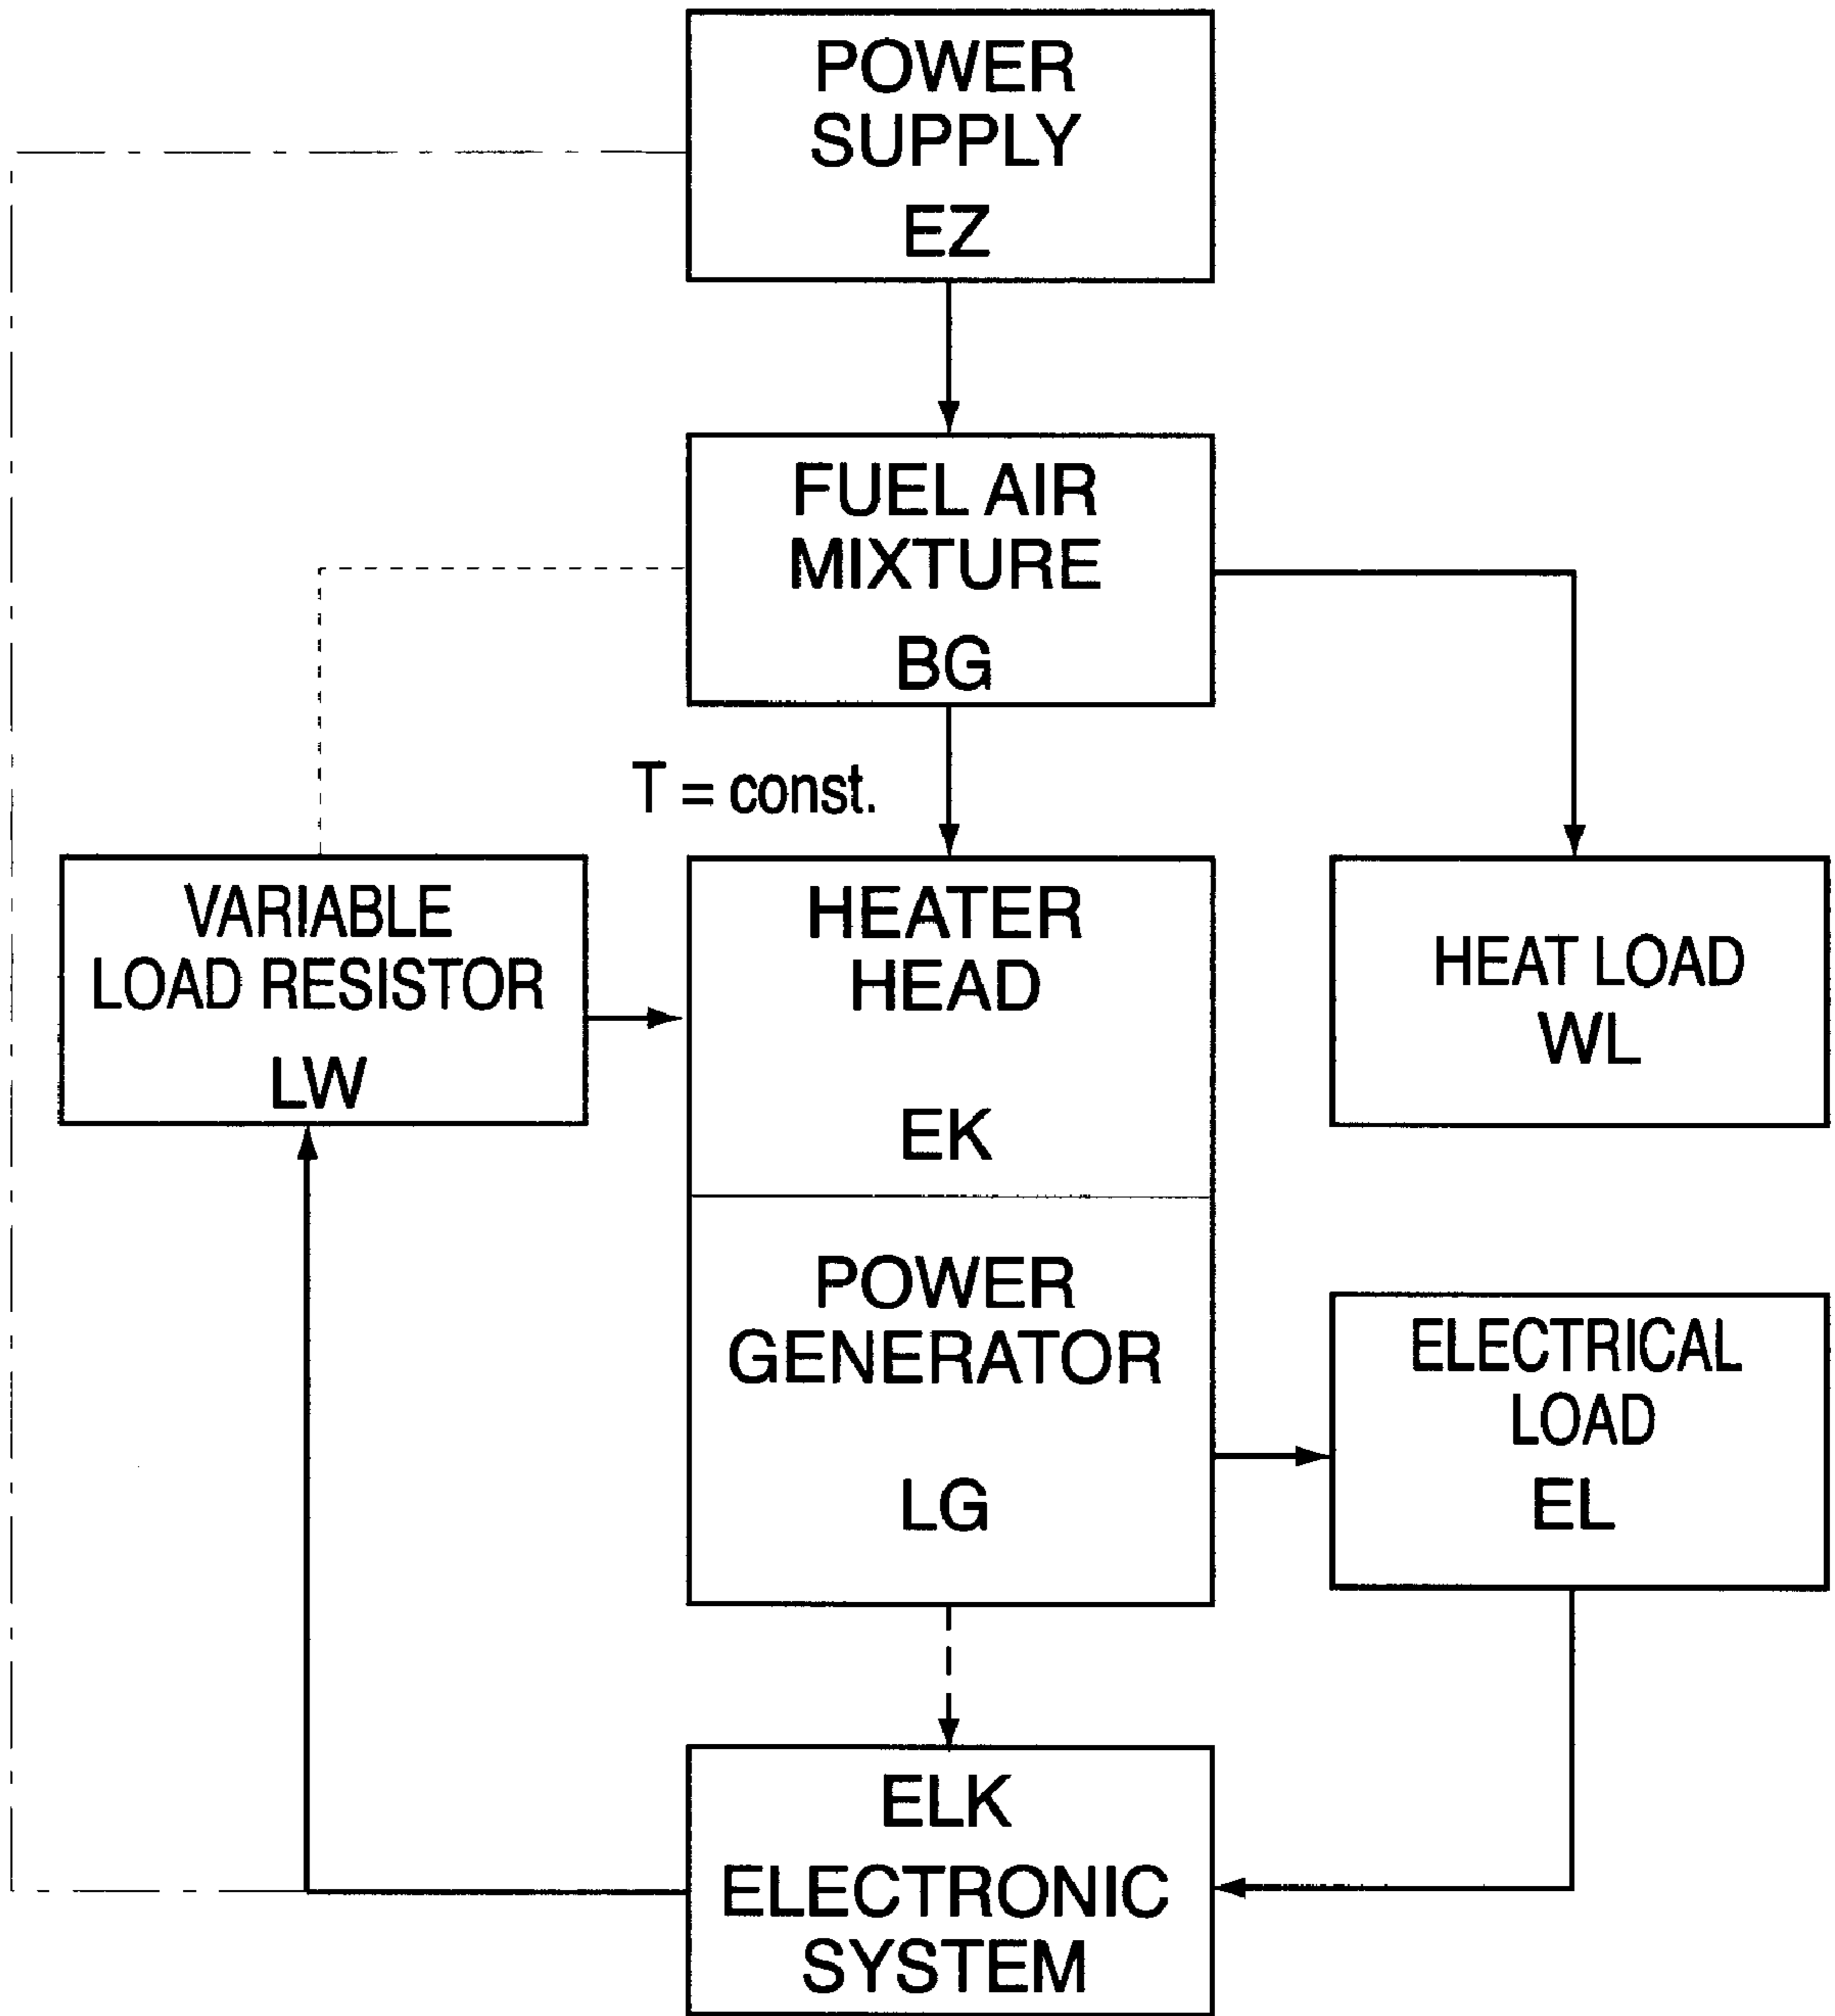 POWER
SUPPLY
EZ
FUEL AIR
MIXTURE
BG
T = const.
VARIABLE
LOAD RESISTOR
LW
HEATER
HEAD
EK
HEAT LOAD
WL
POWER
GENERATOR
LG
ELECTRICAL
LOAD
EL
ELK
ELECTRONIC
SYSTEM